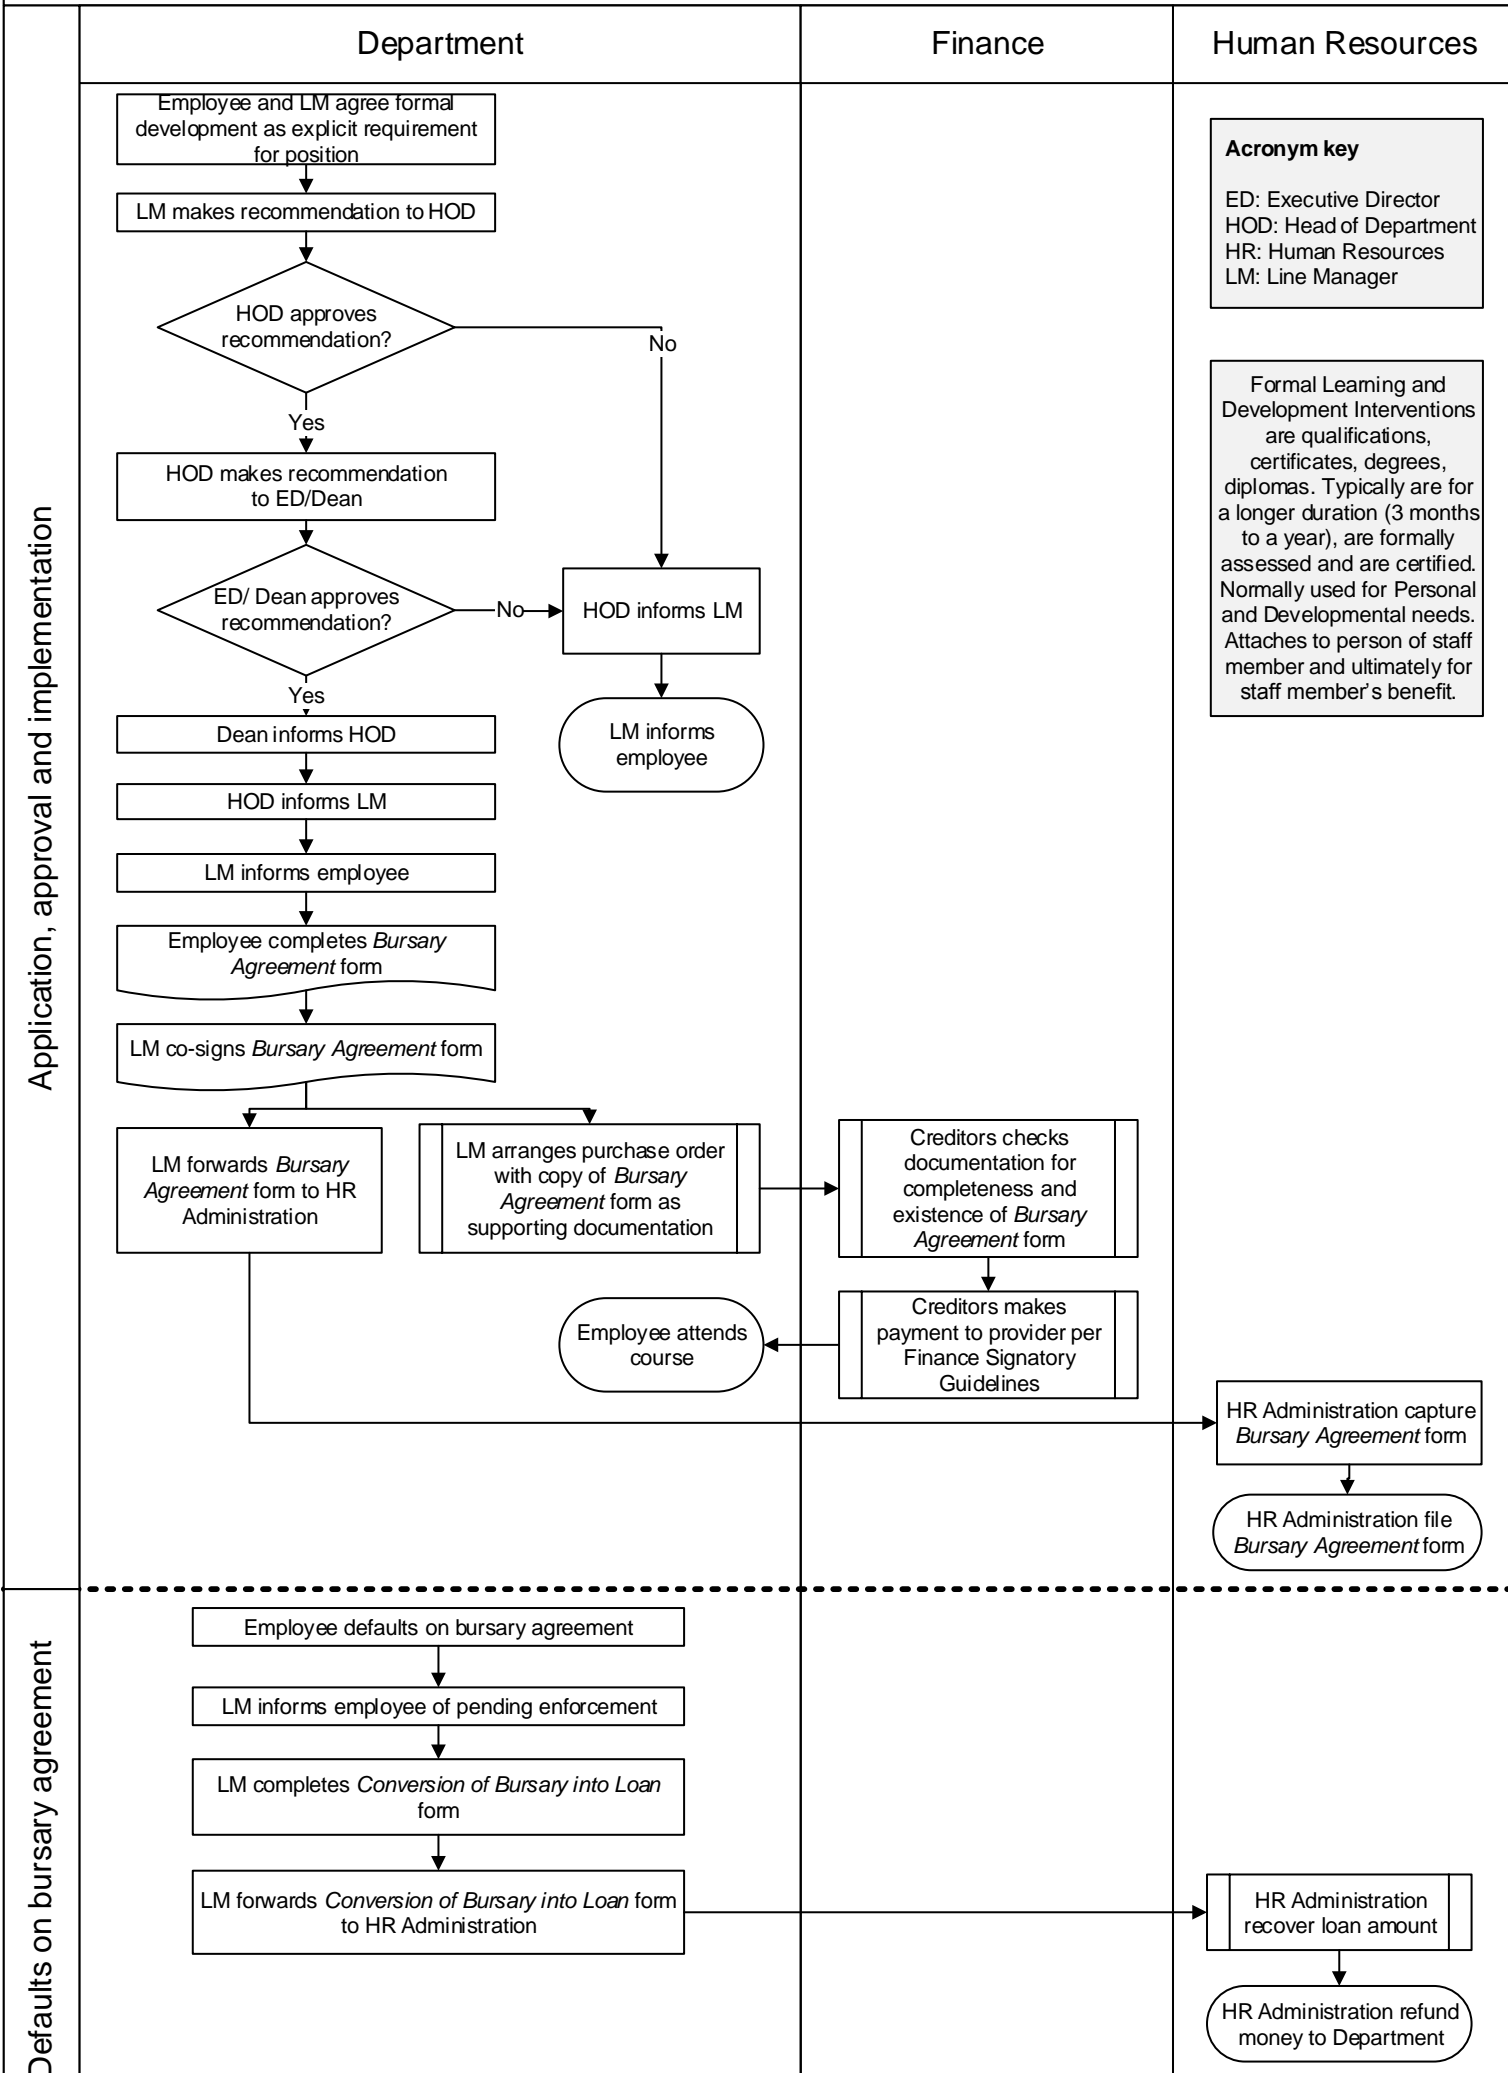 Department
Finance
Human Resources
Application, approval and implementation
Employee and LM agree formal
development as explicit requirement
for position
LM makes recommendation to HOD
HOD approves
recommendation?
No
Yes
HOD makes recommendation
to ED/Dean
ED/ Dean approves
recommendation?
No
HOD informs LM
LM informs
employee
Yes
Dean informs HOD
HOD informs LM
LM informs employee
Employee completes Bursary
Agreement form
LM co-signs Bursary Agreement form
LM forwards Bursary
Agreement form to HR
Administration
LM arranges purchase order
with copy of Bursary
Agreement form as
supporting documentation
Creditors checks
documentation for
completeness and
existence of Bursary
Agreement form
Creditors makes
payment to provider per
Finance Signatory
Guidelines
Employee attends
course
Acronym key
ED: Executive Director
HOD: Head of Department
HR: Human Resources
LM: Line Manager
Formal Learning and
Development Interventions
are qualifications,
certificates, degrees,
diplomas. Typically are for
a longer duration (3 months
to a year), are formally
assessed and are certified.
Normally used for Personal
and Developmental needs.
Attaches to person of staff
member and ultimately for
staff member's benefit.
HR Administration capture
Bursary Agreement form
HR Administration file
Bursary Agreement form
Defaults on bursary agreement
Employee defaults on bursary agreement
LM informs employee of pending enforcement
LM completes Conversion of Bursary into Loan
form
LM forwards Conversion of Bursary into Loan form
to HR Administration
HR Administration
recover loan amount
HR Administration refund
money to Department